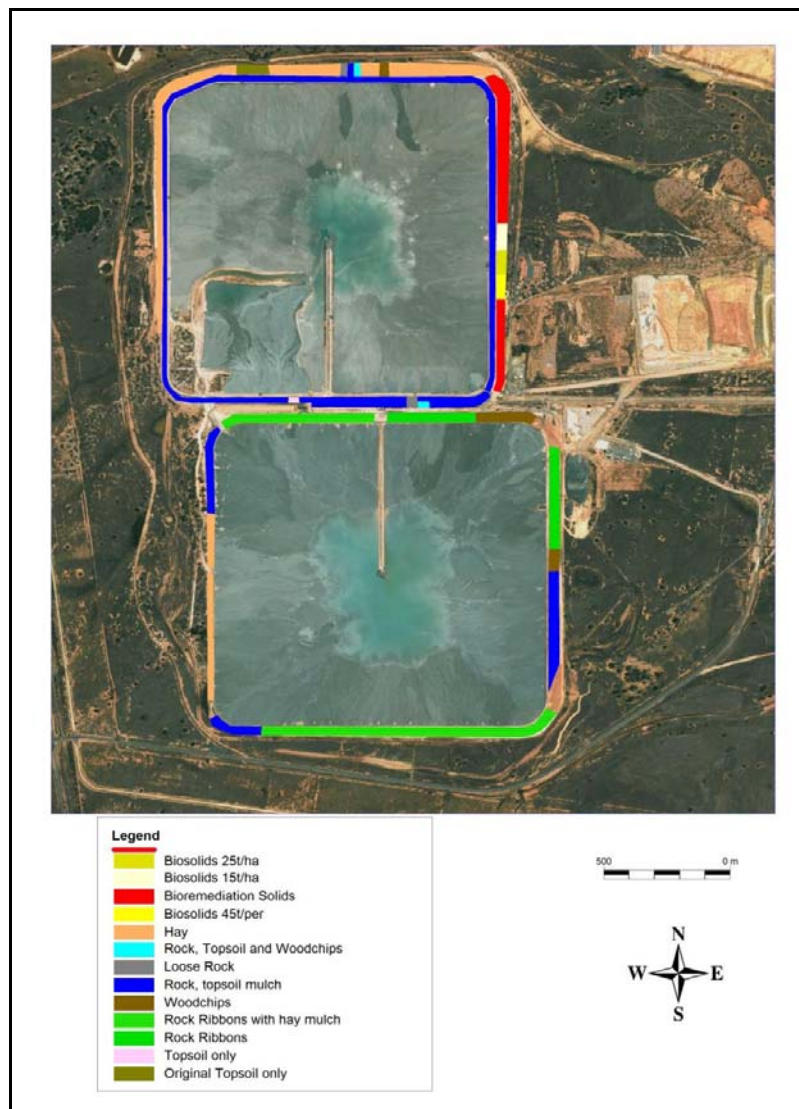 Legend
Biosolids 25t/ha
Biosolids 15t/ha
Bioremediation Solids
Biosolids 45t/per
Hay
Rock, Topsoil and Woodchips
Loose Rock
Rock, topsoil mulch
Woodchips
Rock Ribbons with hay mulch
Rock Ribbons
Topsoil only
Original Topsoil only
500 0 m
N
W E
S